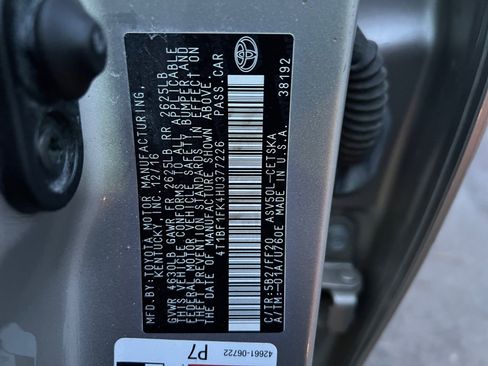 MFD.BY:TOYOTA MOTOR MANUFACTURING,
KENTUCKY, INC. 12/16
GVWR 4630LB GAWR FR 2625LB RR 2625LB
THIS VEHICLE CONFORMS TO ALL APPLICABLE
FEDERAL MOTOR VEHICLE SAFETY,BUMPER,AND
THEFT PREVENTION STANDARDS IN EFFECT ON
THE DATE OF MANUFACTURE SHOWN ABOVE.
4T1BF1FK4HU377226 PASS.CAR
C/TR:5B2/FF20 ASV50L-CETSKA
A/TM:-01A/U760E MADE IN U.S.A.
38192
42661-06722
P7